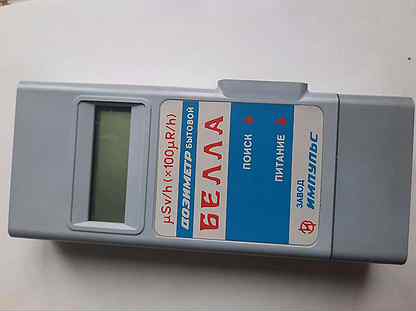 µSv/h (×100µR/h)
ДОЗИМЕТР БЫТОВОЙ
БЕЛЛА
ПОИСК
ПИТАНИЕ
ЗАВОД
ИМПУЛЬС